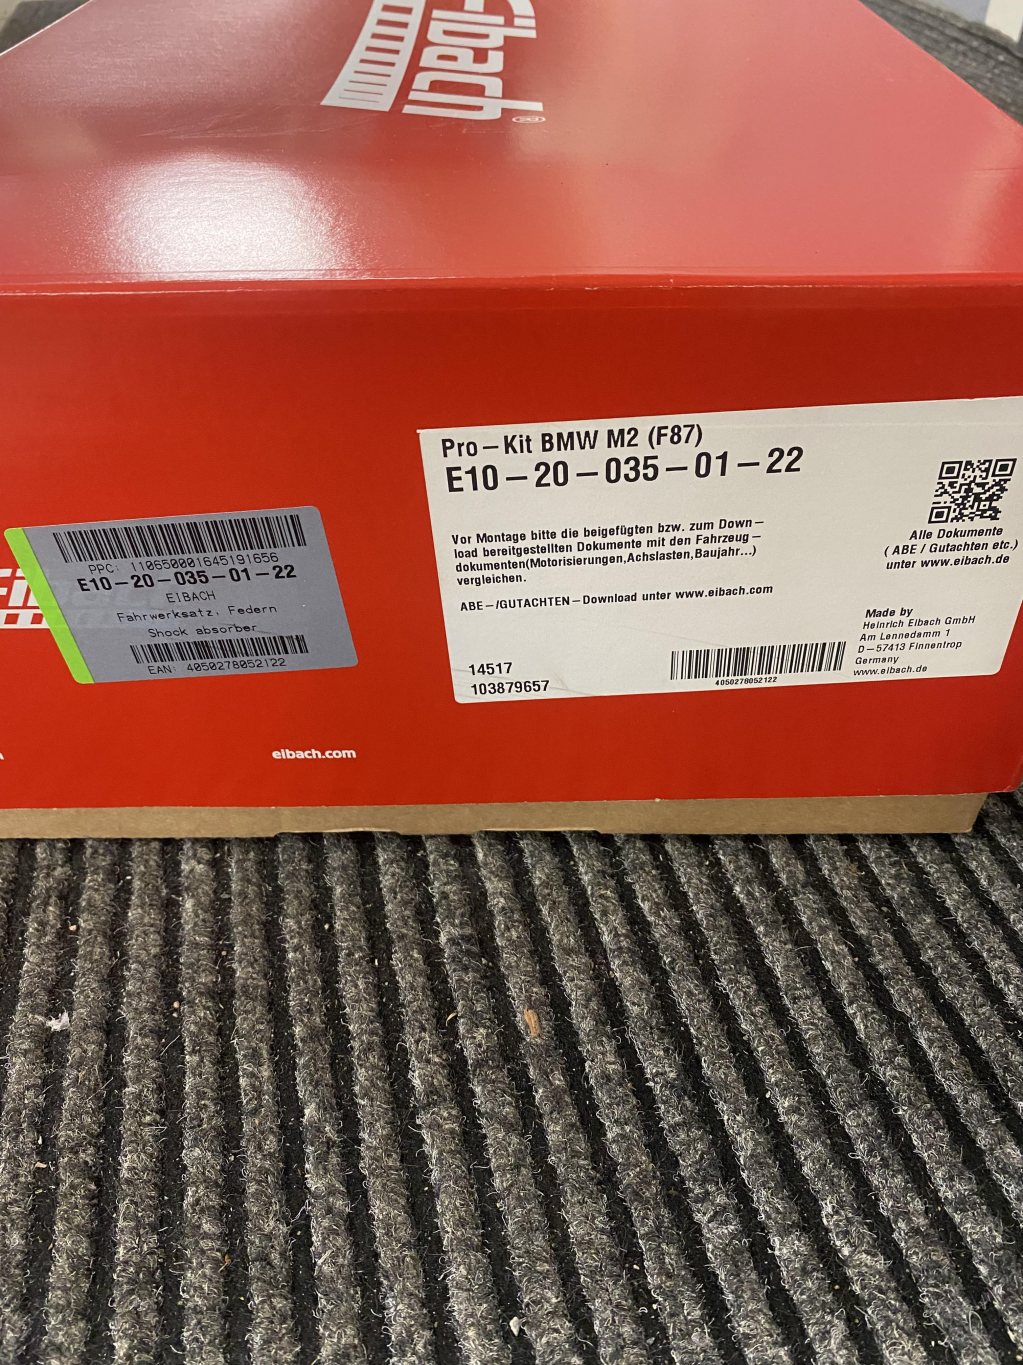 Eibach®
Pro–Kit BMW M2 (F87)
E10–20–035–01–22
Vor Montage bitte die beigefügten bzw. zum Down–
load bereitgestellten Dokumente mit den Fahrzeug–
dokumenten(Motorisierungen,Achslasten,Baujahr...)
vergleichen.
ABE–/GUTACHTEN–Download unter www.eibach.com
14517
103879657
4050278052122
Alle Dokumente
( ABE / Gutachten etc.)
unter www.eibach.de
Made by
Heinrich Eibach GmbH
Am Lennedamm 1
D–57413 Finnentrop
Germany
www.eibach.de
PPC: 1106500001645191656
E10–20–035–01–22
EIBACH
Fahrwerksatz, Federn
Shock absorber
EAN: 4050278052122
eibach.com